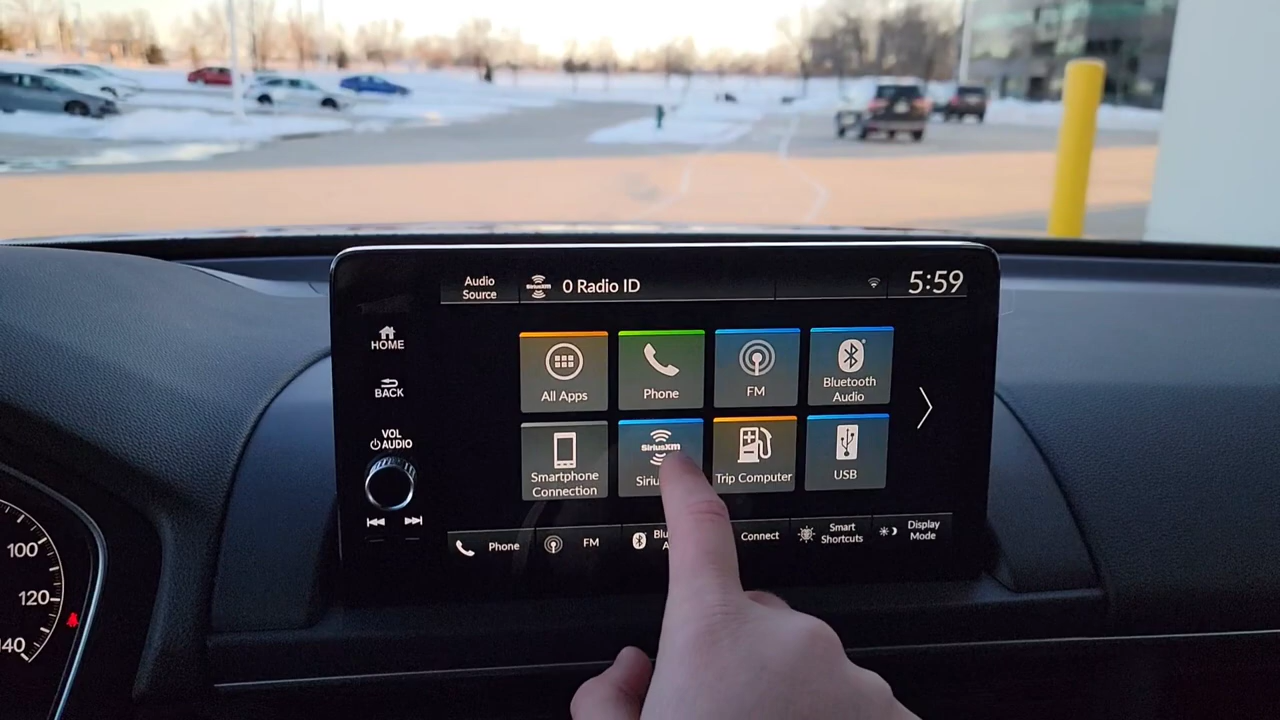 Audio
Source
SiriusXm
0 Radio ID
5:59
HOME
BACK
VOL
AUDIO
All Apps
Phone
FM
Bluetooth
Audio
Smartphone
Connection
SiriusXm
Trip Computer
USB
Phone
FM
Connect
Smart
Shortcuts
Display
Mode
100
120
140